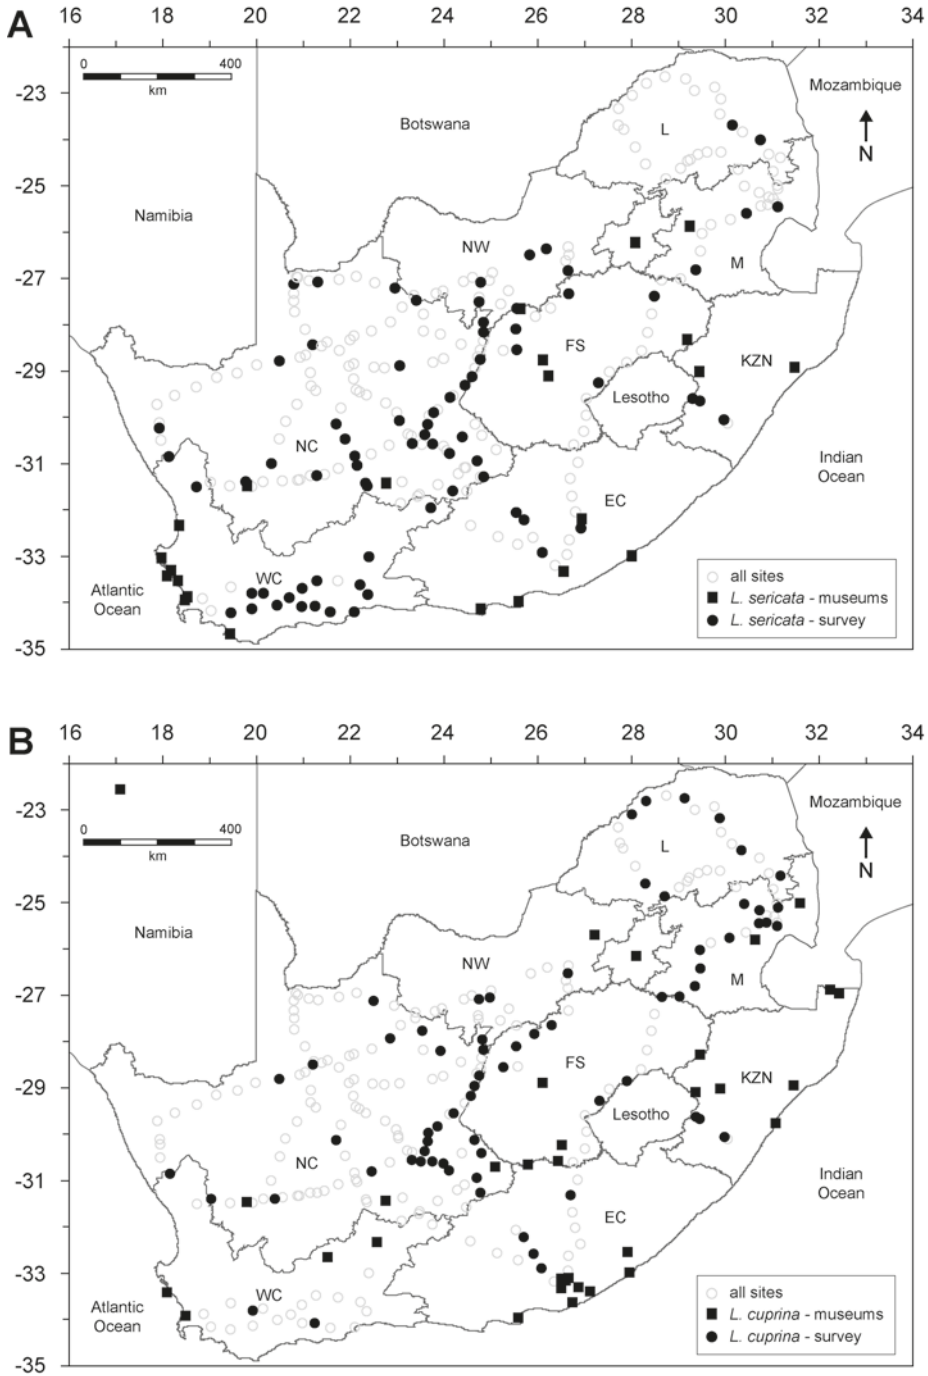 A
16 18 20 22 24 26 28 30 32 34
0 400
km
-23
-25
-27
-29
-31
-33
-35
Mozambique
N
Botswana
Namibia
L
NW
M
FS
KZN
Lesotho
NC
Indian
Ocean
EC
WC
Atlantic
Ocean
all sites
L. sericata - museums
L. sericata - survey
B
16 18 20 22 24 26 28 30 32 34
0 400
km
-23
-25
-27
-29
-31
-33
-35
Mozambique
N
Botswana
Namibia
L
NW
M
FS
KZN
Lesotho
NC
Indian
Ocean
EC
WC
Atlantic
Ocean
all sites
L. cuprina - museums
L. cuprina - survey